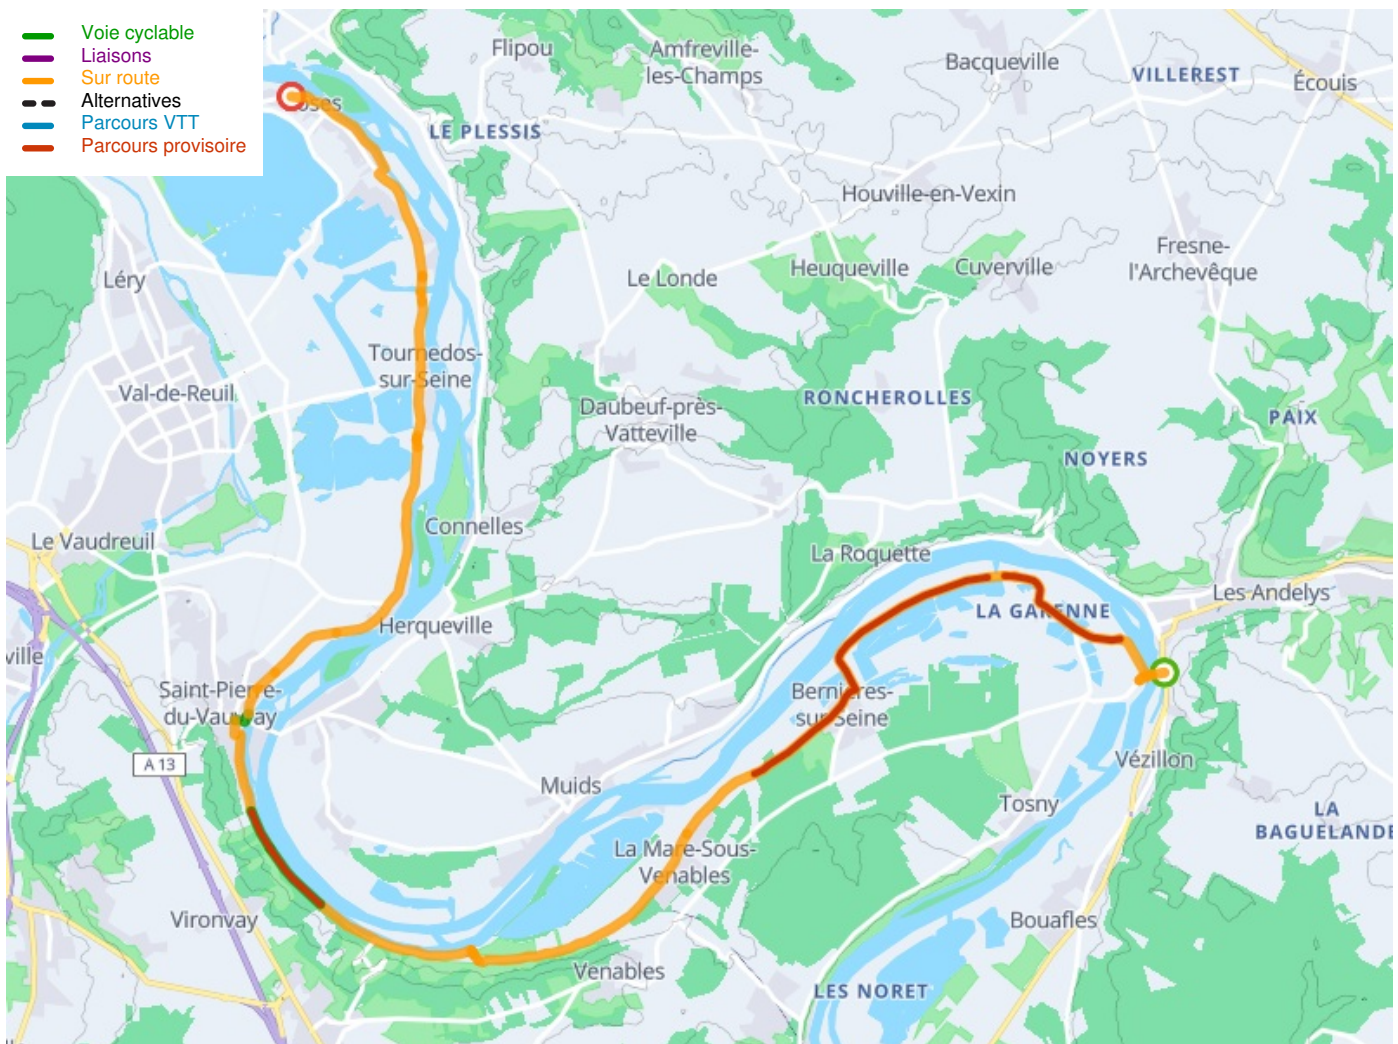 Voie cyclable
Liaisons
Sur route
Alternatives
Parcours VTT
Parcours provisoire
Flipou
Amfreville-
les-Champs
Bacqueville
VILLEREST
Écouis
LE PLESSIS
Houville-en-Vexin
Fresne-
l'Archevêque
Léry
Le Londe
Heuqueville
Cuverville
Tournedos-
sur-Seine
Val-de-Reuil
Daubeuf-près-
Vatteville
RONCHEROLLES
PAIX
NOYERS
Connelles
Le Vaudreuil
La Roquette
Les Andelys
LA GARENNE
Herqueville
ville
Saint-Pierre-
du-Vauvray
Bernières-
sur-Seine
A 13
Vézillon
Muids
Tosny
LA
BAGUELANDE
La Mare-Sous-
Venables
Vironvay
Bouafles
Venables
LES NORET